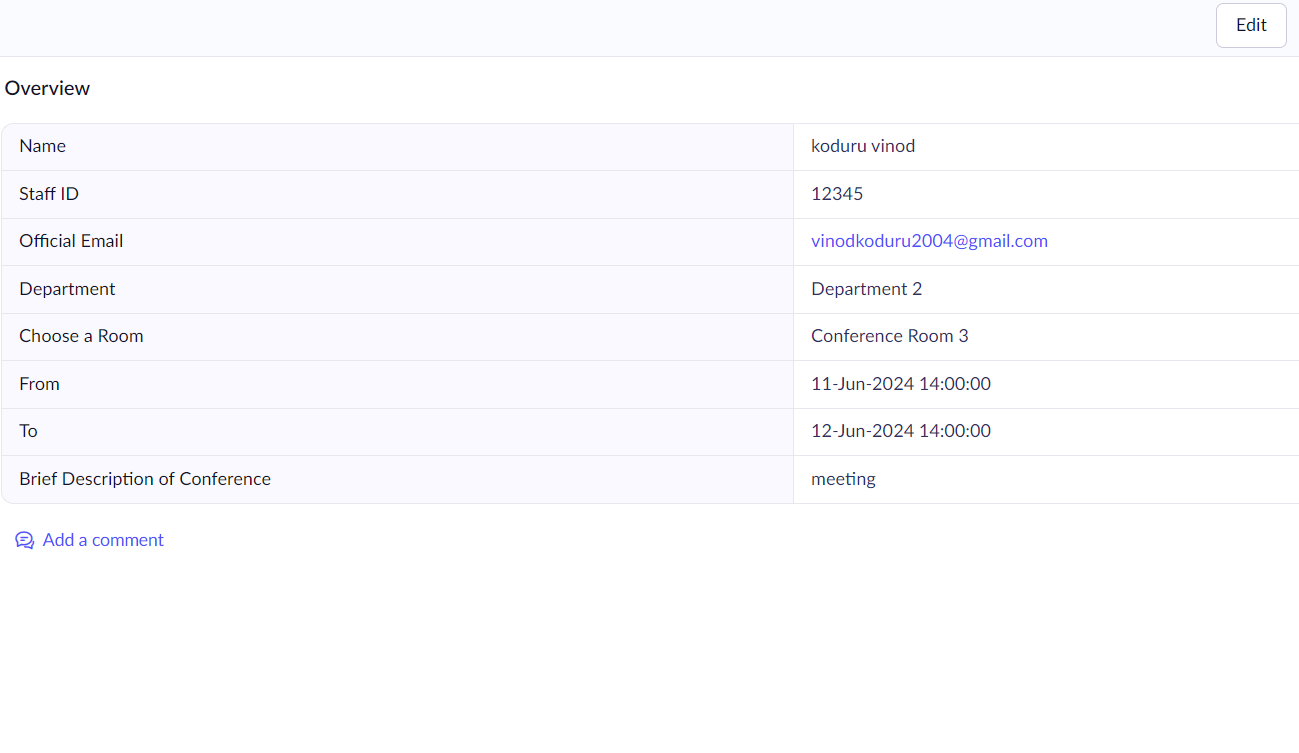 Edit
Overview
Name koduru vinod
Staff ID 12345
Official Email vinodkoduru2004@gmail.com
Department Department 2
Choose a Room Conference Room 3
From 11-Jun-2024 14:00:00
To 12-Jun-2024 14:00:00
Brief Description of Conference meeting
Add a comment